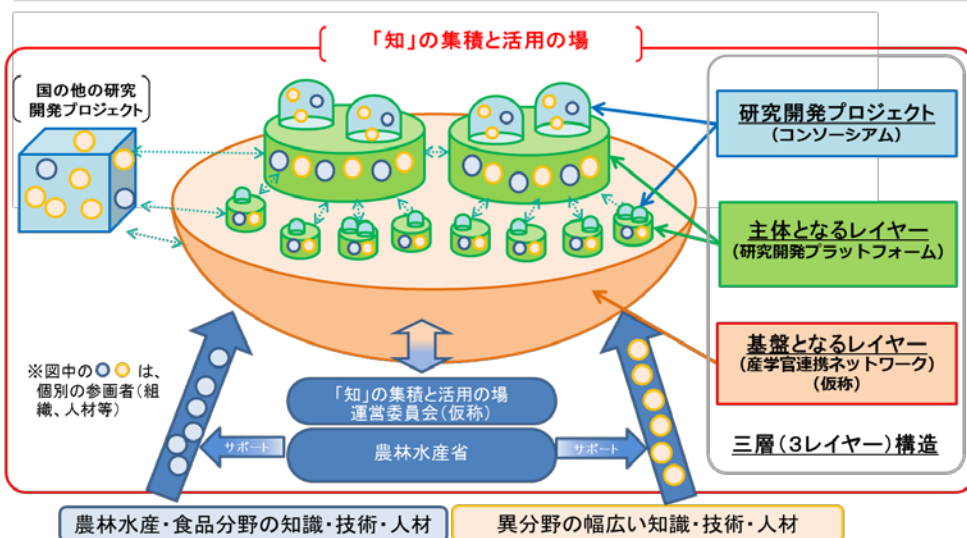 「知」の集積と活用の場
国の他の研究
開発プロジェクト
研究開発プロジェクト
(コンソーシアム)
主体となるレイヤー
(研究開発プラットフォーム)
基盤となるレイヤー
(産学官連携ネットワーク)
(仮称)
三層(3レイヤー)構造
※図中の は、
個別の参画者(組
織、人材等)
「知」の集積と活用の場
運営委員会(仮称)
サポート
農林水産省
サポート
農林水産・食品分野の知識・技術・人材
異分野の幅広い知識・技術・人材